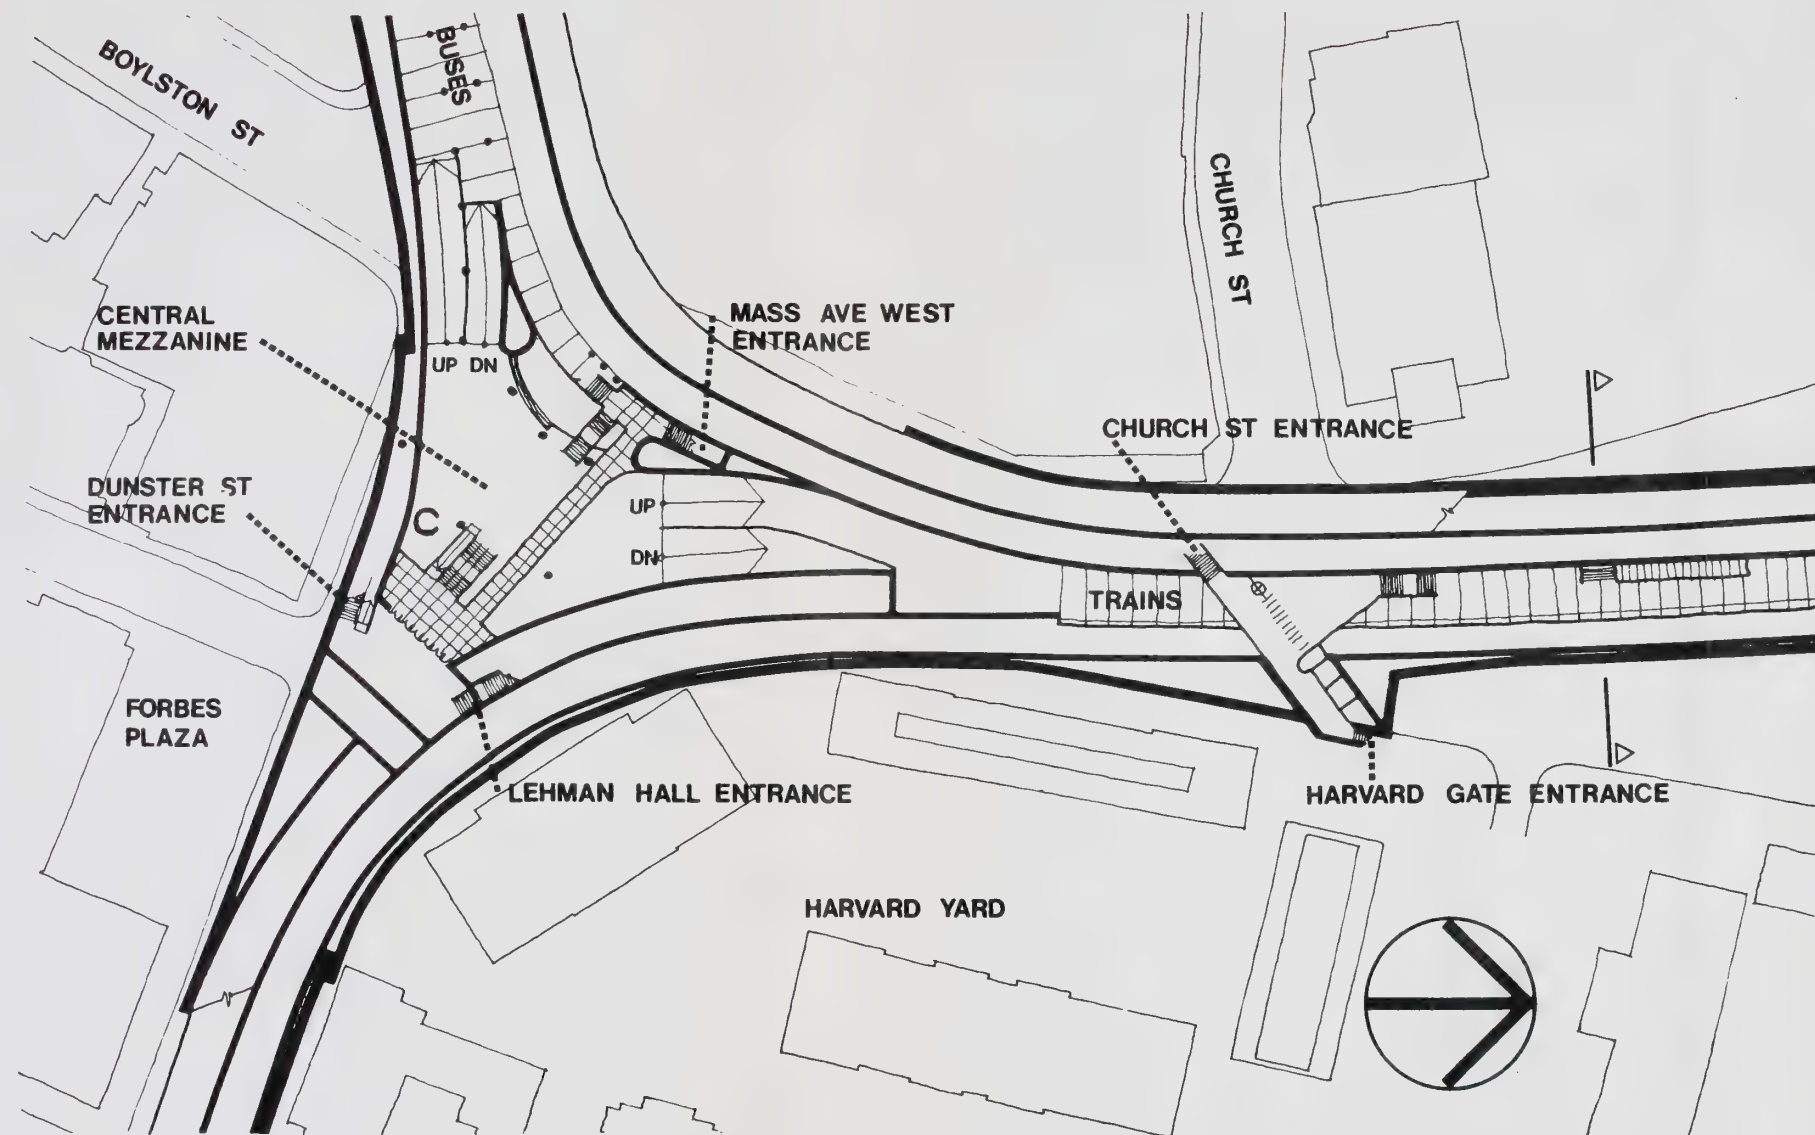 BOYLSTON ST
BUSES
CHURCH ST
CENTRAL
MEZZANINE
MASS AVE WEST
ENTRANCE
UP DN
CHURCH ST ENTRANCE
DUNSTER ST
ENTRANCE
C
UP
DN
TRAINS
FORBES
PLAZA
LEHMAN HALL ENTRANCE
HARVARD GATE ENTRANCE
HARVARD YARD